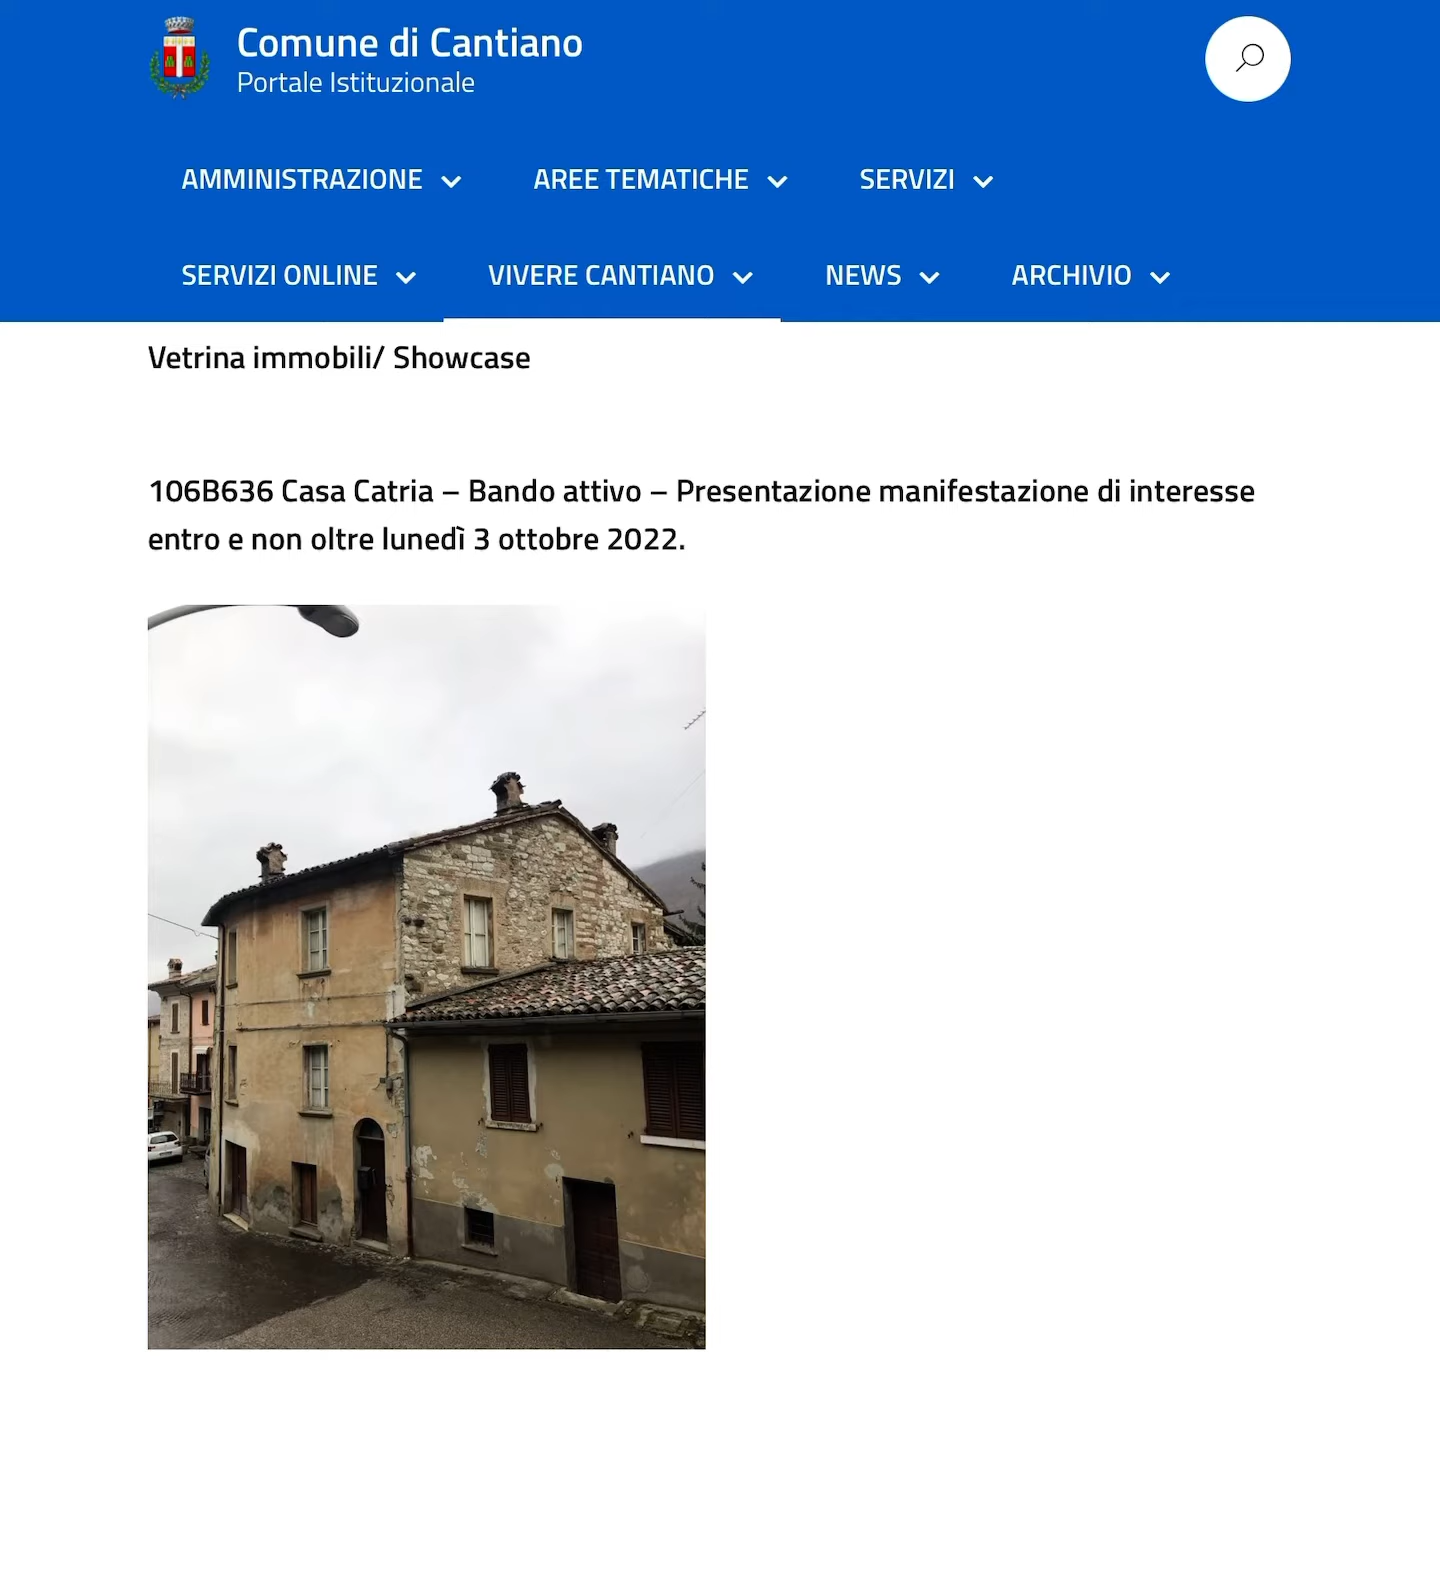 Comune di Cantiano
Portale Istituzionale
AMMINISTRAZIONE
AREE TEMATICHE
SERVIZI
SERVIZI ONLINE
VIVERE CANTIANO
NEWS
ARCHIVIO
Vetrina immobili/ Showcase
106B636 Casa Catria – Bando attivo – Presentazione manifestazione di interesse
entro e non oltre lunedì 3 ottobre 2022.